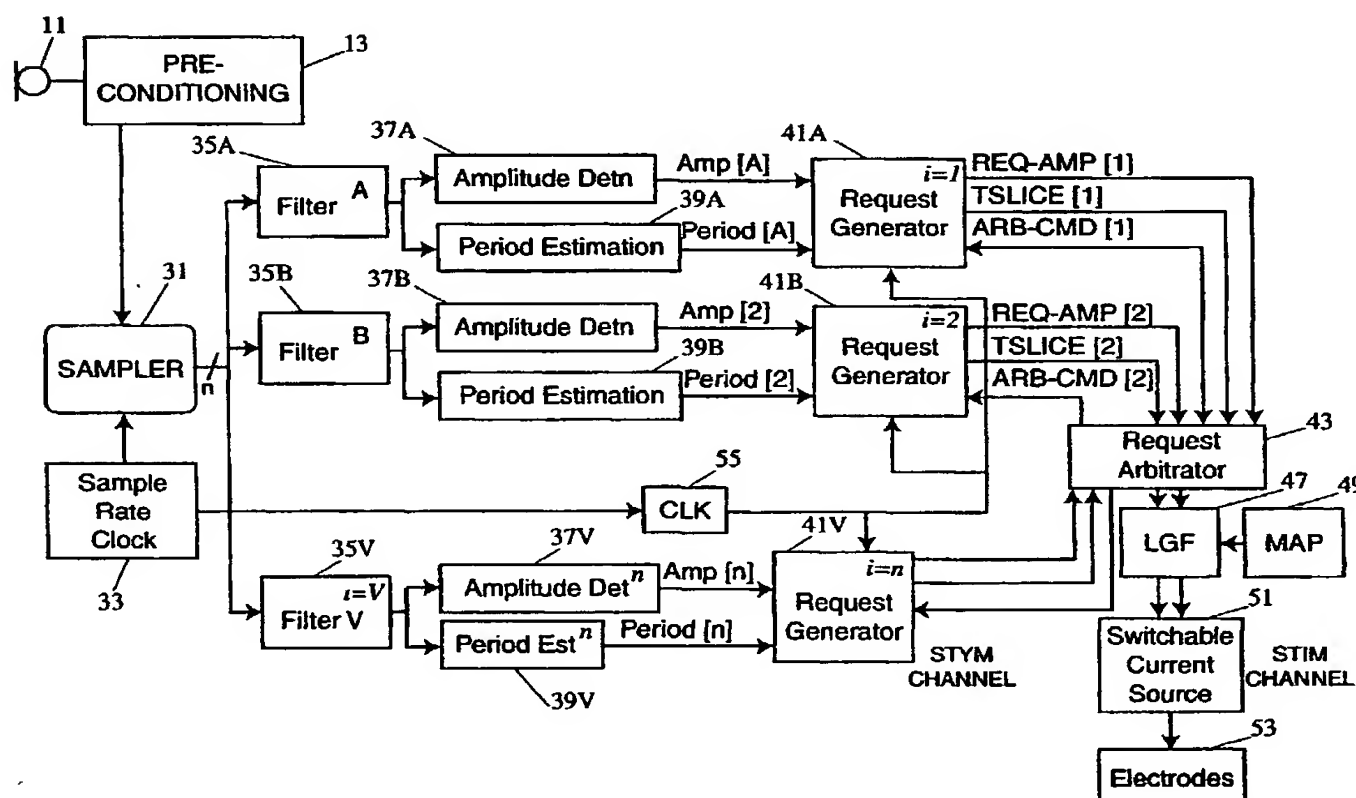 11
13
PRE-
CONDITIONING
37A
41A
35A
Amplitude Detn
Amp [A]
i=1
REQ-AMP [1]
Filter A
39A
Request
Generator
TSLICE [1]
Period Estimation
Period [A]
ARB-CMD [1]
31
35B
37B
41B
SAMPLER
n
Filter B
Amplitude Detn
Amp [2]
i=2
REQ-AMP [2]
39B
Request
Generator
TSLICE [2]
Period Estimation
Period [2]
ARB-CMD [2]
43
Request
Arbitrator
Sample
Rate
Clock
33
55
CLK
47
49
LGF
MAP
35V
37V
41V
ι=V
Filter V
Amplitude Det^n
Amp [n]
i=n
Request
Generator
Period Est^n
Period [n]
39V
STYM
CHANNEL
51
Switchable
Current
Source
STIM
CHANNEL
53
Electrodes